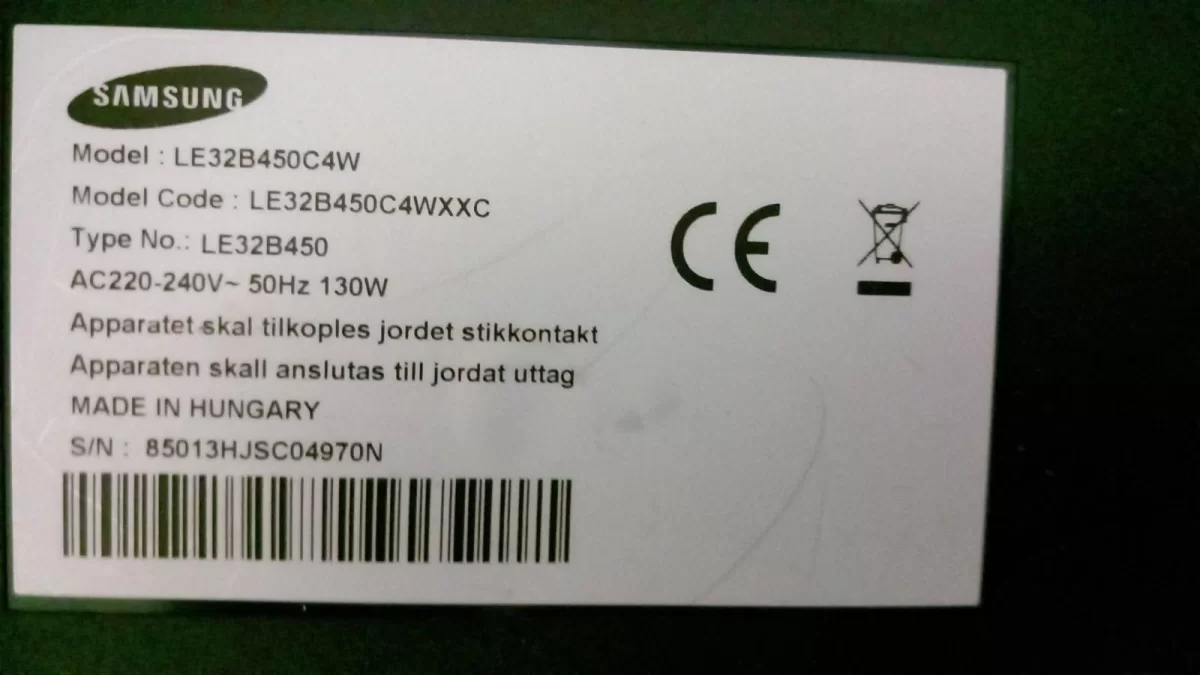 SAMSUNG
Model : LE32B450C4W
Model Code : LE32B450C4WXXC
Type No.: LE32B450
AC220-240V~ 50Hz 130W
Apparatet skal tilkoples jordet stikkontakt
Apparaten skall anslutas till jordat uttag
MADE IN HUNGARY
S/N : 85013HJSC04970N
CE